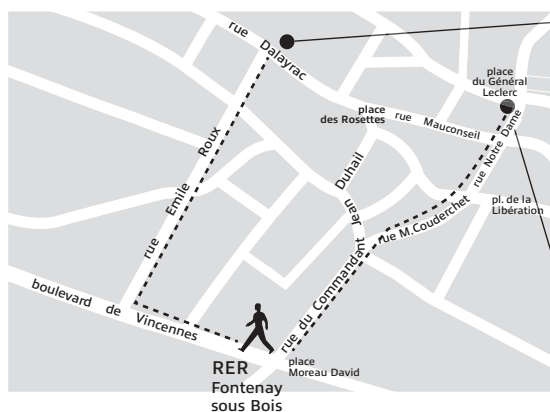 rue Dalayrac
place
du Général
Leclerc
place
des Rosettes
rue Mauconseil
rue Notre Dame
rue Emile Roux
pl. de la
Libération
rue M.Couderchet
rue du Commandant Jean Duhail
boulevard de Vincennes
RER
Fontenay
sous Bois
place
Moreau David